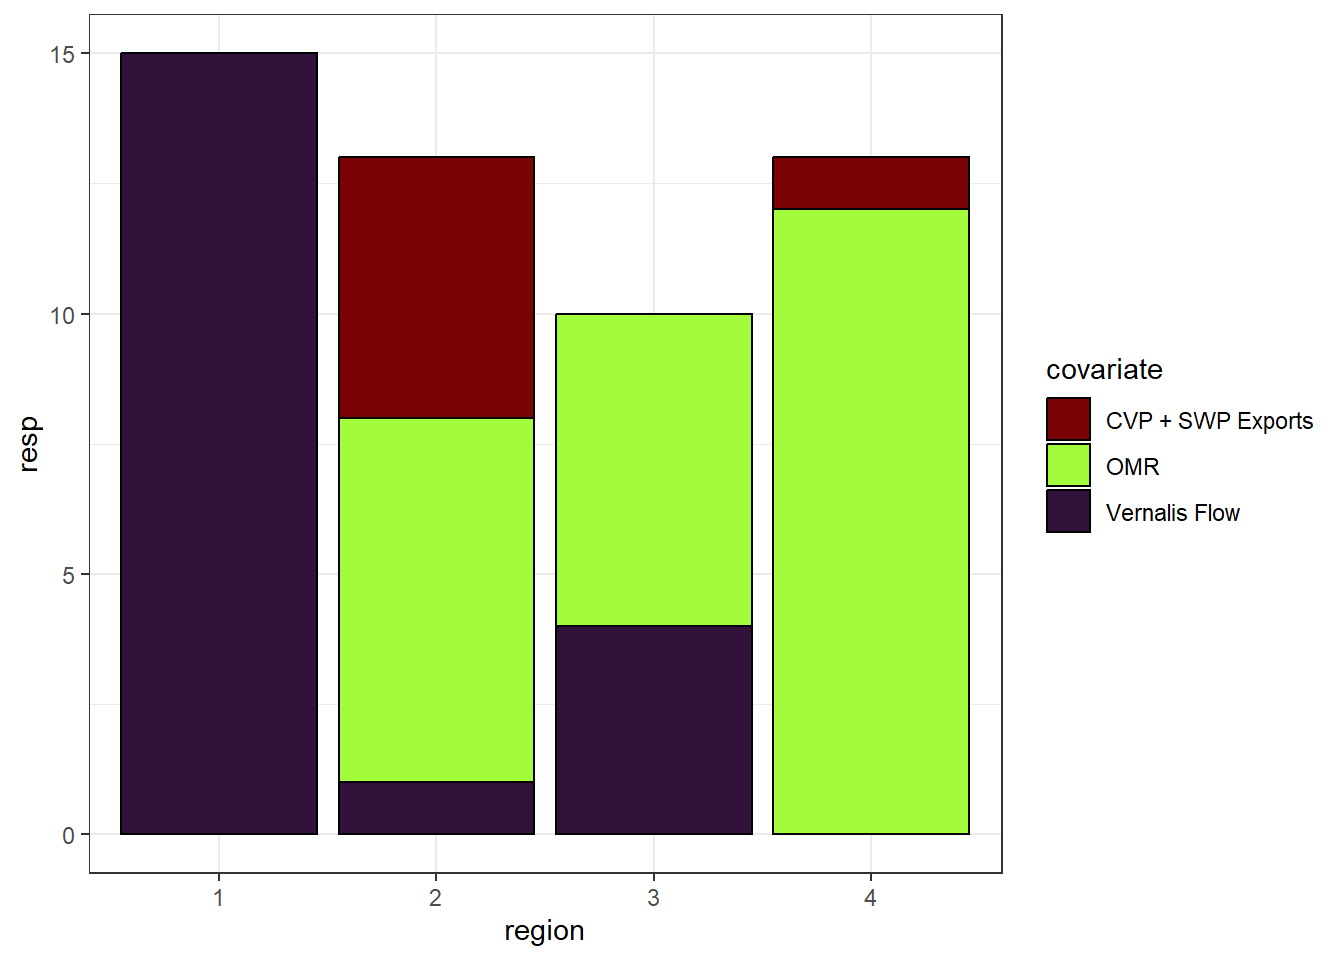 15
10
5
0
resp
1
2
3
4
region
covariate
CVP + SWP Exports
OMR
Vernalis Flow